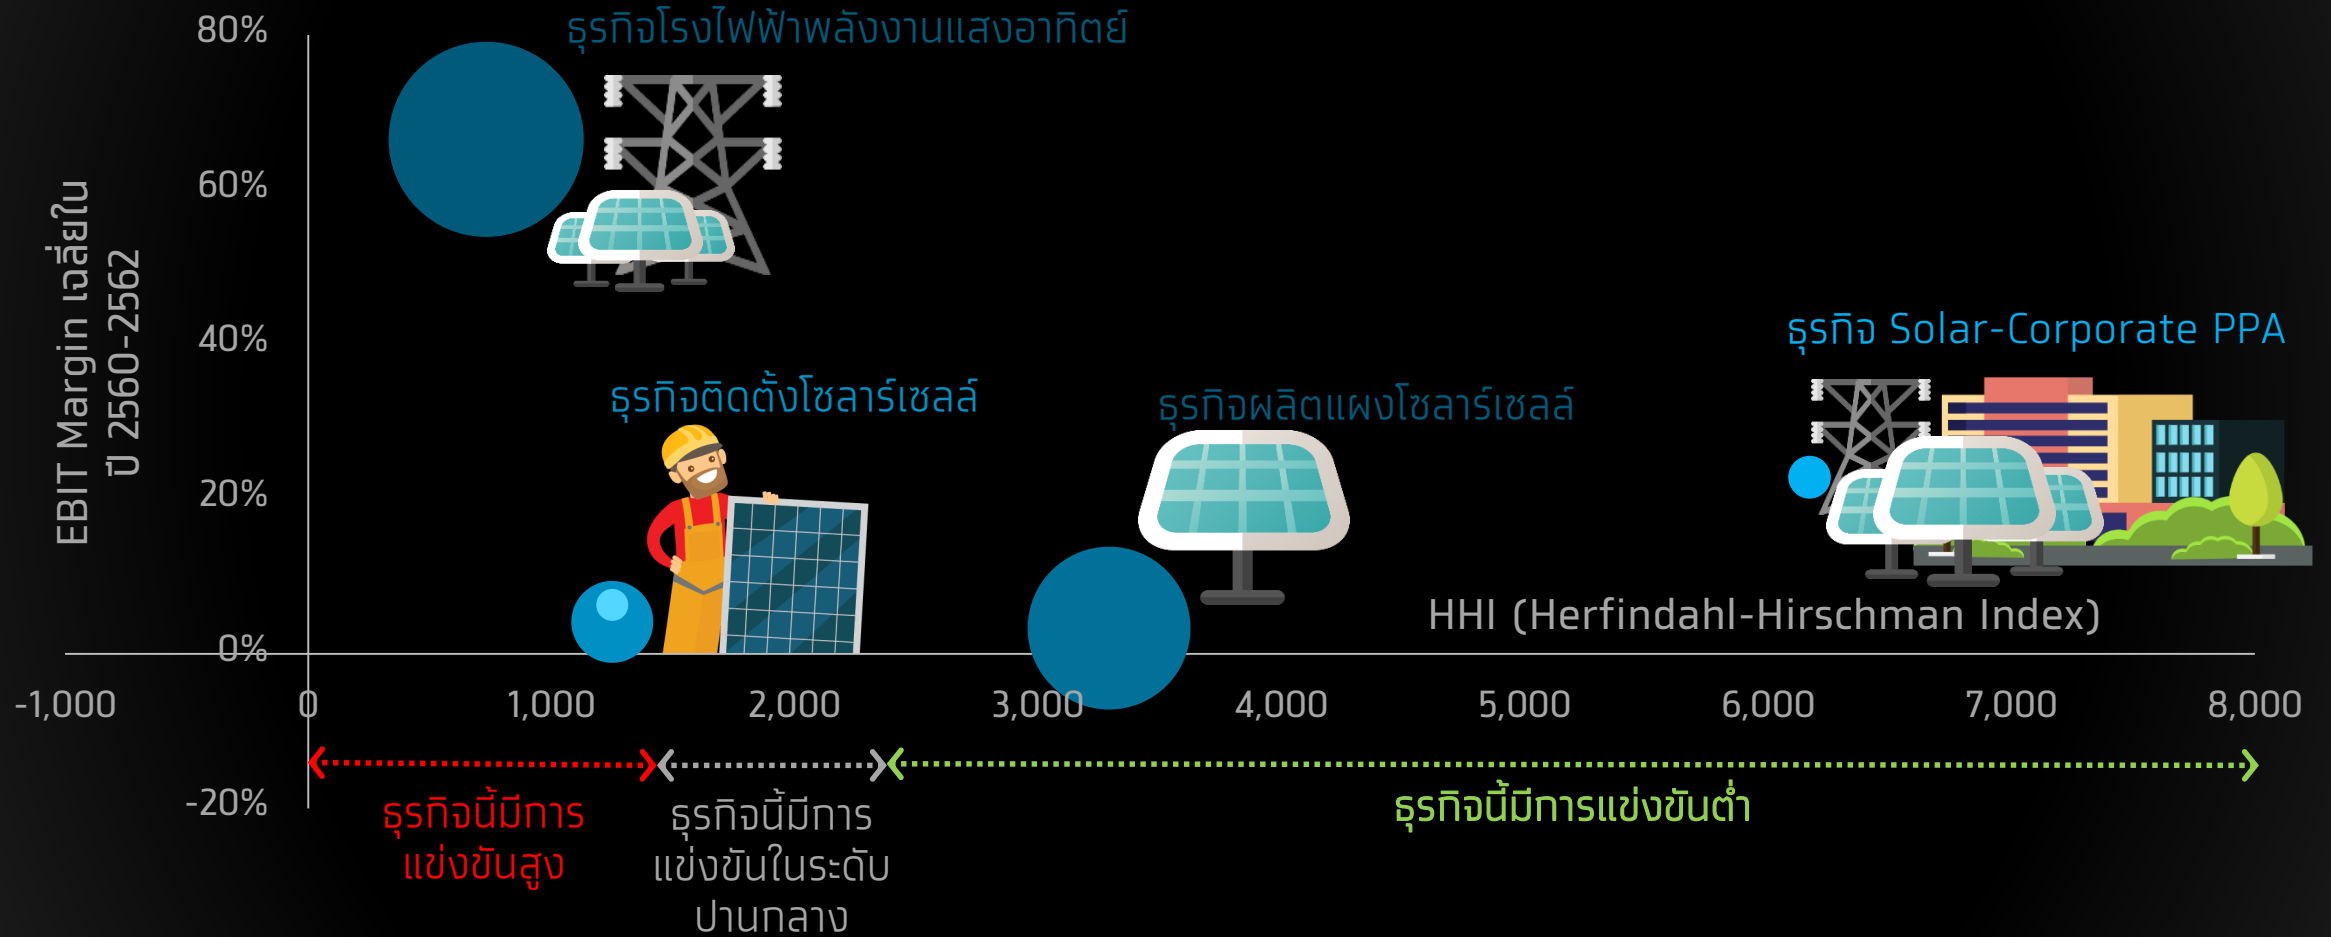 ธุรกิจโรงไฟฟ้าพลังงานแสงอาทิตย์
80%
60%
40%
20%
0%
-20%
EBIT Margin เฉลี่ยใน
ปี 2560-2562
ธุรกิจติดตั้งโซลาร์เซลล์
ธุรกิจผลิตแผงโซลาร์เซลล์
ธุรกิจ Solar-Corporate PPA
HHI (Herfindahl-Hirschman Index)
-1,000 0 1,000 2,000 3,000 4,000 5,000 6,000 7,000 8,000
ธุรกิจนี้มีการ
แข่งขันสูง
ธุรกิจนี้มีการ
แข่งขันในระดับ
ปานกลาง
ธุรกิจนี้มีการแข่งขันต่ำ